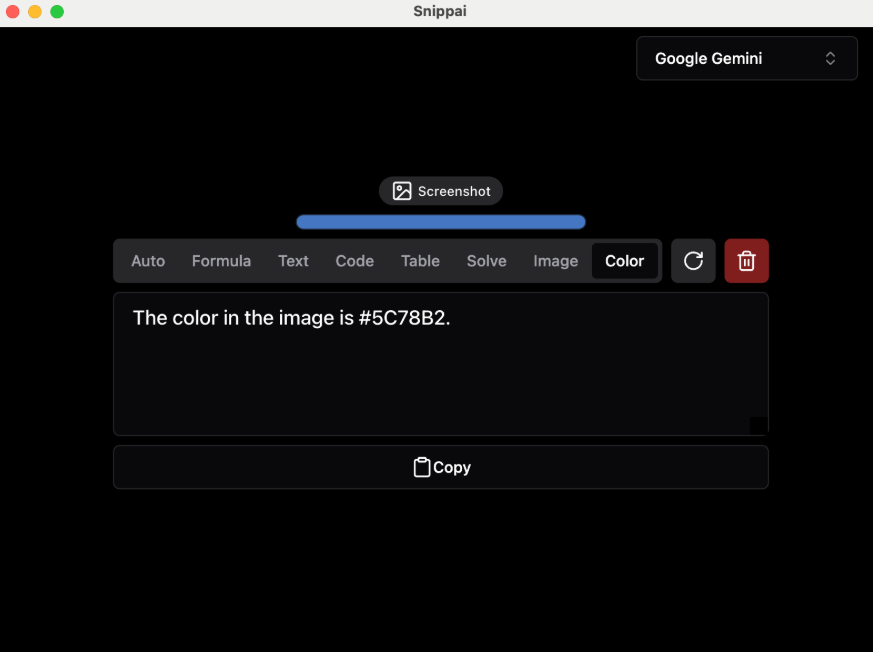 Snippai
Google Gemini
Screenshot
Auto Formula Text Code Table Solve Image Color
The color in the image is #5C78B2.
Copy